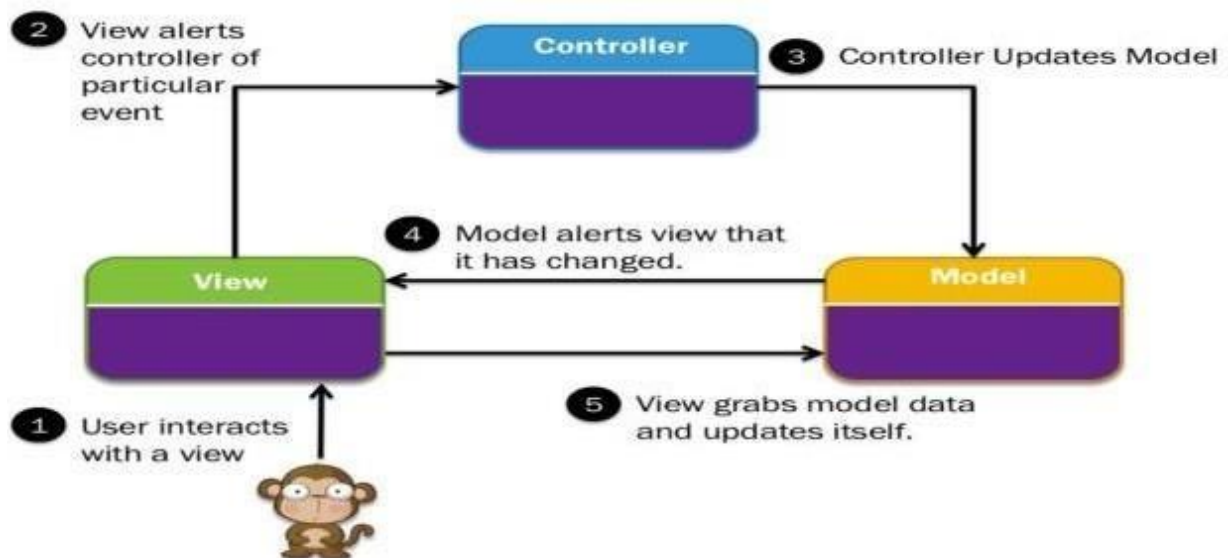 2 View alerts
controller of
particular
event
Controller
3 Controller Updates Model
4 Model alerts view that
it has changed.
View
Model
5 View grabs model data
and updates itself.
1 User interacts
with a view